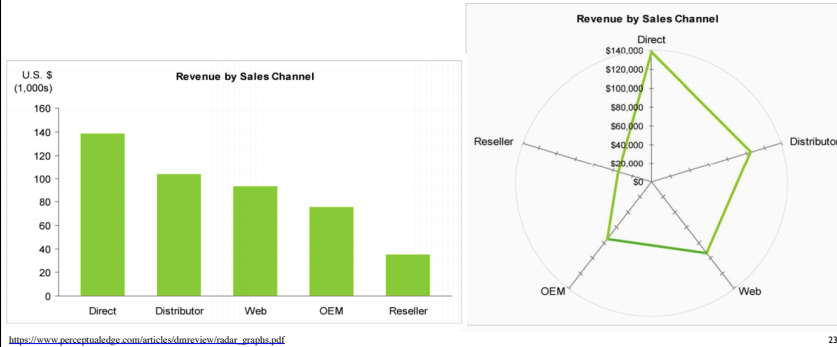 U.S. $
(1,000s)
Revenue by Sales Channel
160
140
120
100
80
60
40
20
0
Direct
Distributor
Web
OEM
Reseller
Revenue by Sales Channel
Direct
$140,000
$120,000
$100,000
$80,000
$60,000
$40,000
$20,000
$0
Reseller
Distributor
OEM
Web
https://www.perceptualedge.com/articles/dmreview/radar_graphs.pdf
23